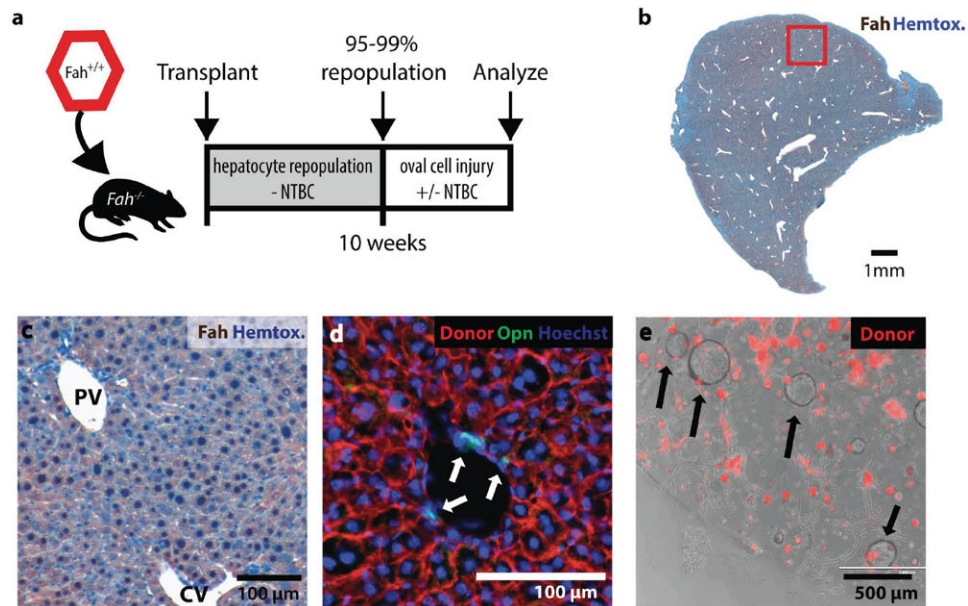 a
Fah+/+
Fah-/-
Transplant
95-99%
repopulation
Analyze
hepatocyte repopulation
- NTBC
oval cell injury
+/- NTBC
10 weeks
b
Fah Hemtox.
1mm
c
Fah Hemtox.
PV
CV
100 µm
d
Donor Opn Hoechst
100 µm
e
Donor
500 µm